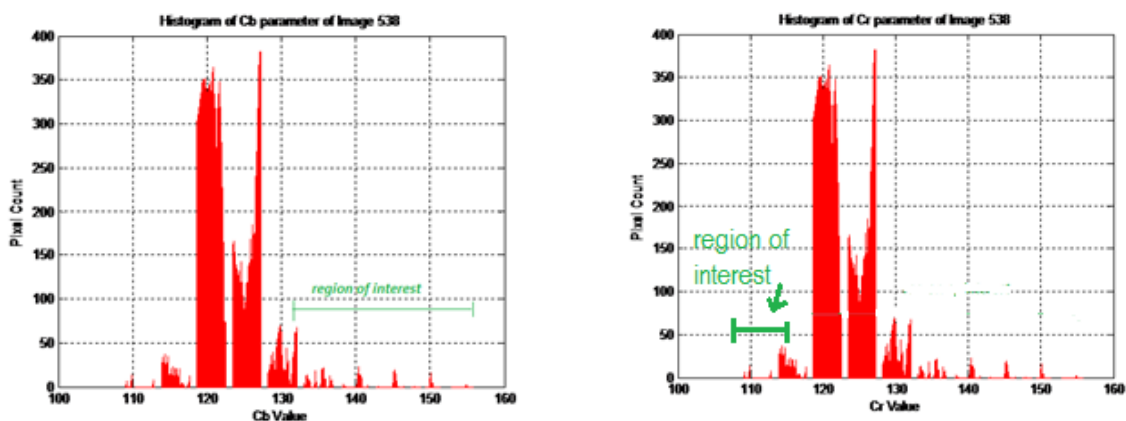 Histogram of Cb parameter of Image 538
400
350
300
250
200
150
100
50
0
Pixel Count
region of interest
100 110 120 130 140 150 160
Cb Value
Histogram of Cr parameter of Image 538
400
350
300
250
200
150
100
50
0
Pixel Count
region of
interest
100 110 120 130 140 150 160
Cr Value